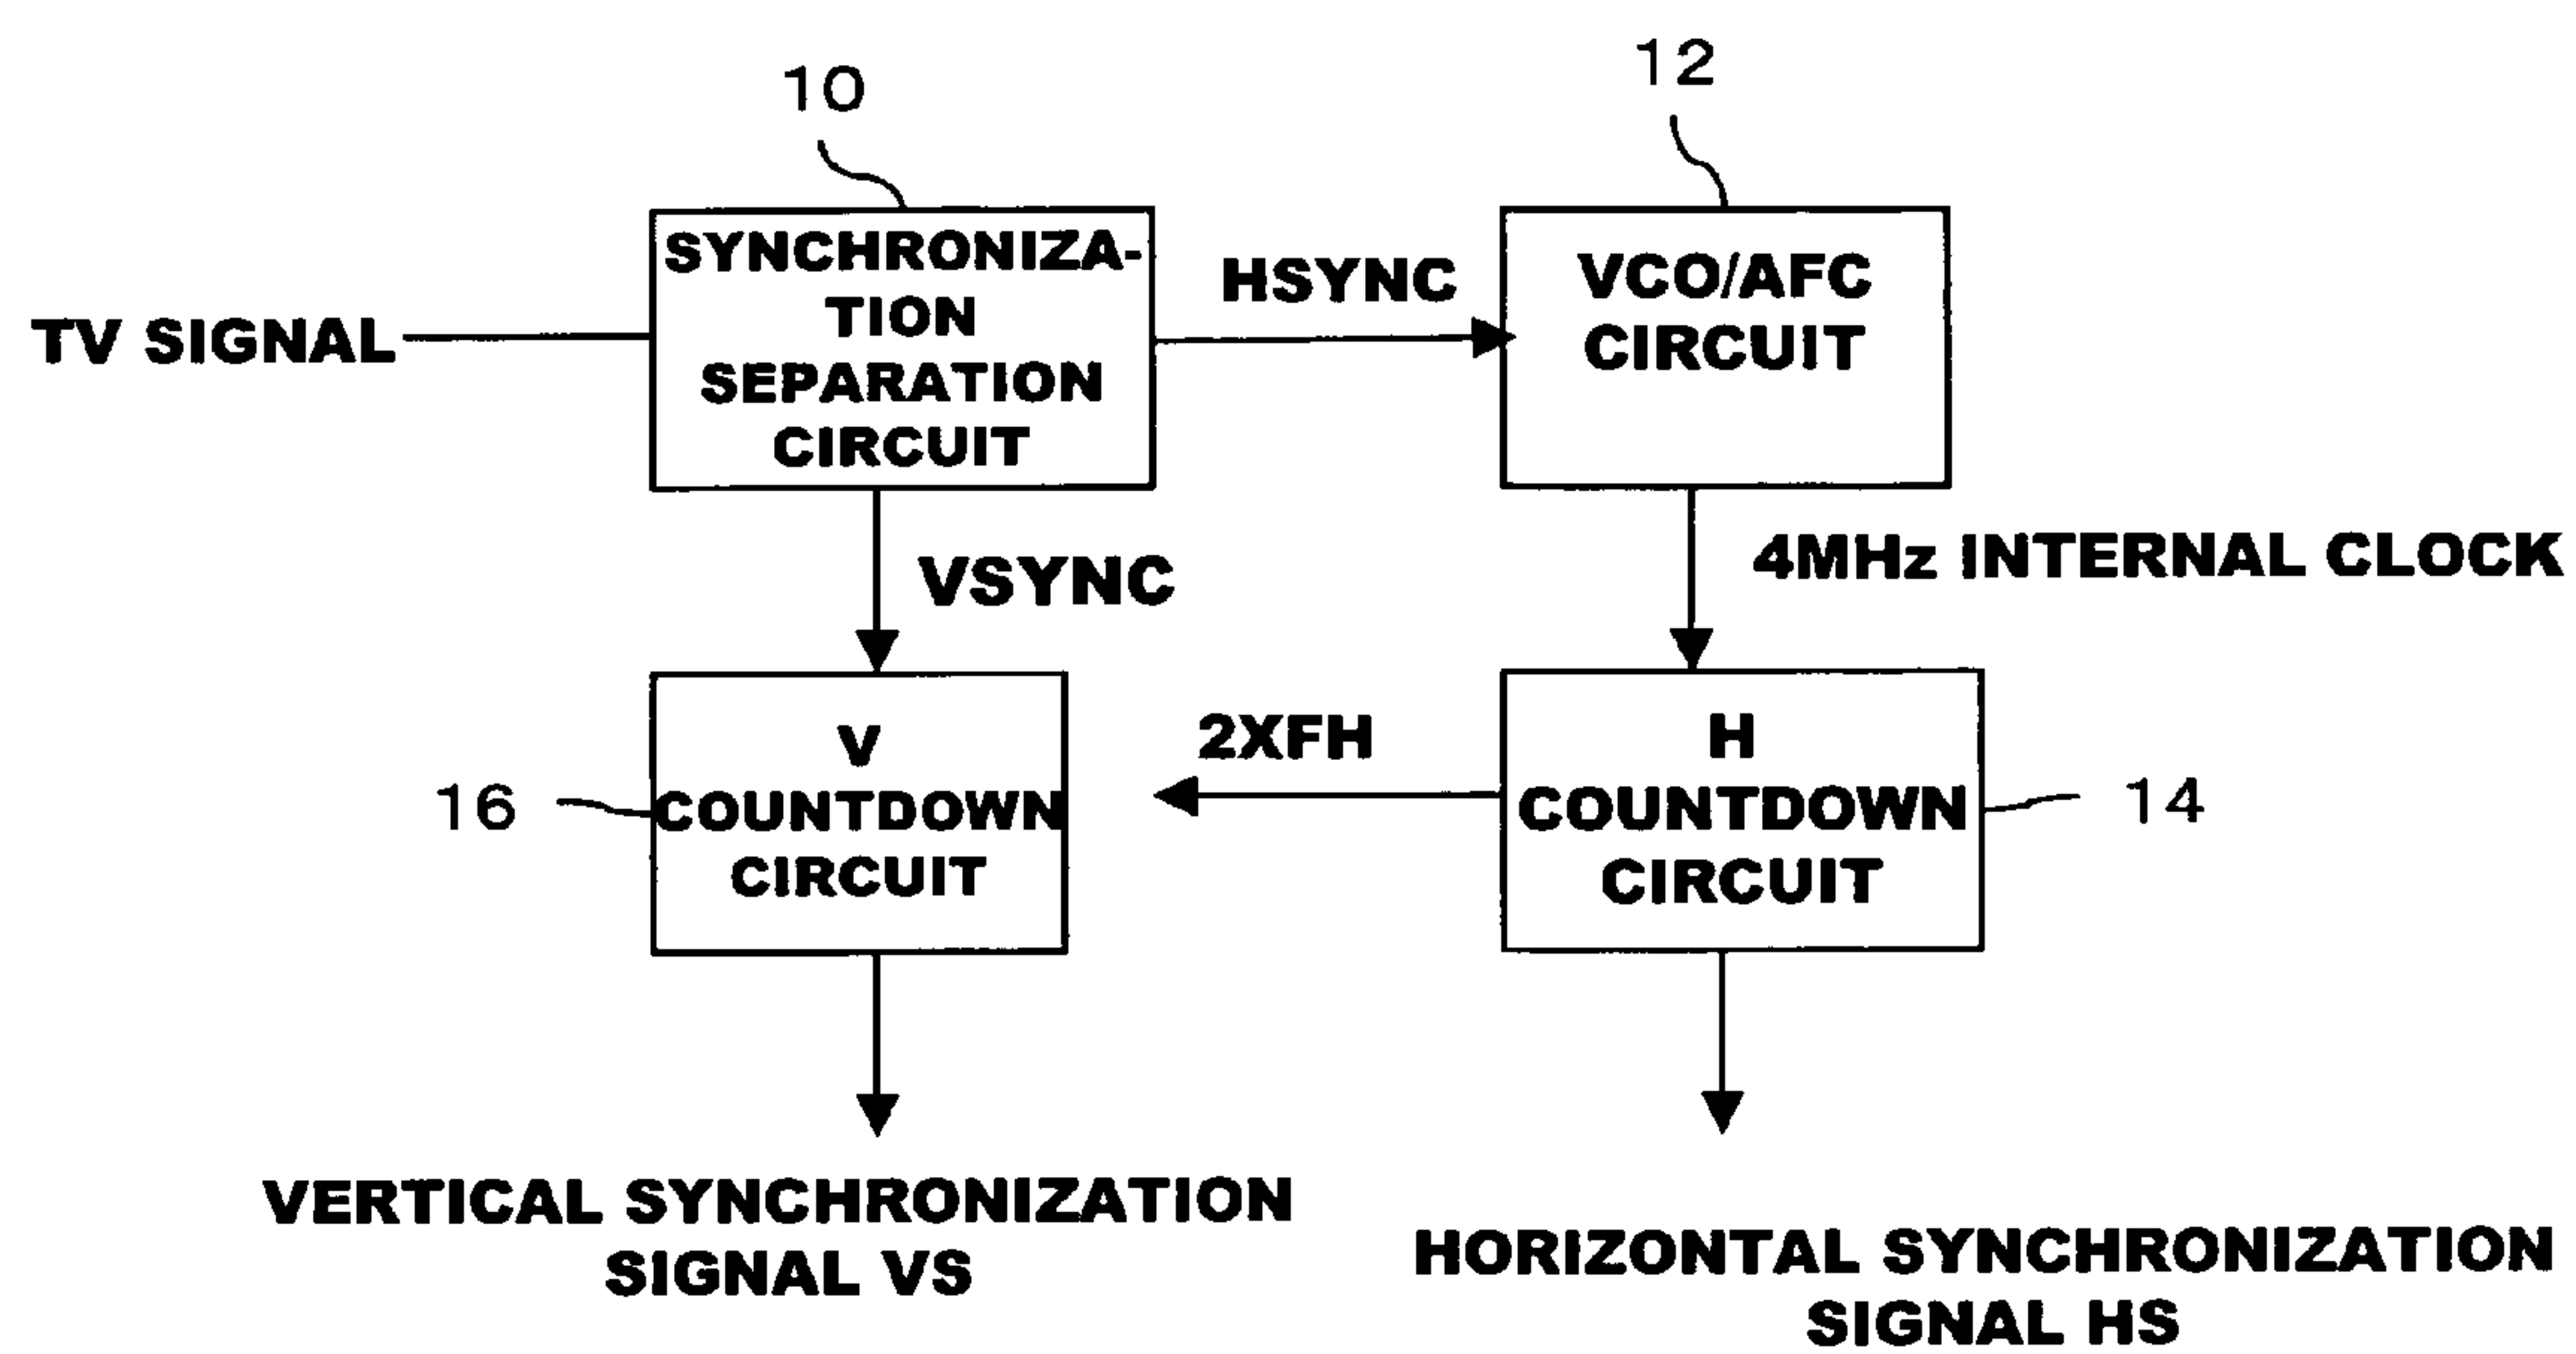 10
12
SYNCHRONIZA-
TION
SEPARATION
CIRCUIT
TV SIGNAL
HSYNC
VCO/AFC
CIRCUIT
VSYNC
4MHz INTERNAL CLOCK
16
V
COUNTDOWN
CIRCUIT
2XFH
H
COUNTDOWN
CIRCUIT
14
VERTICAL SYNCHRONIZATION
SIGNAL VS
HORIZONTAL SYNCHRONIZATION
SIGNAL HS